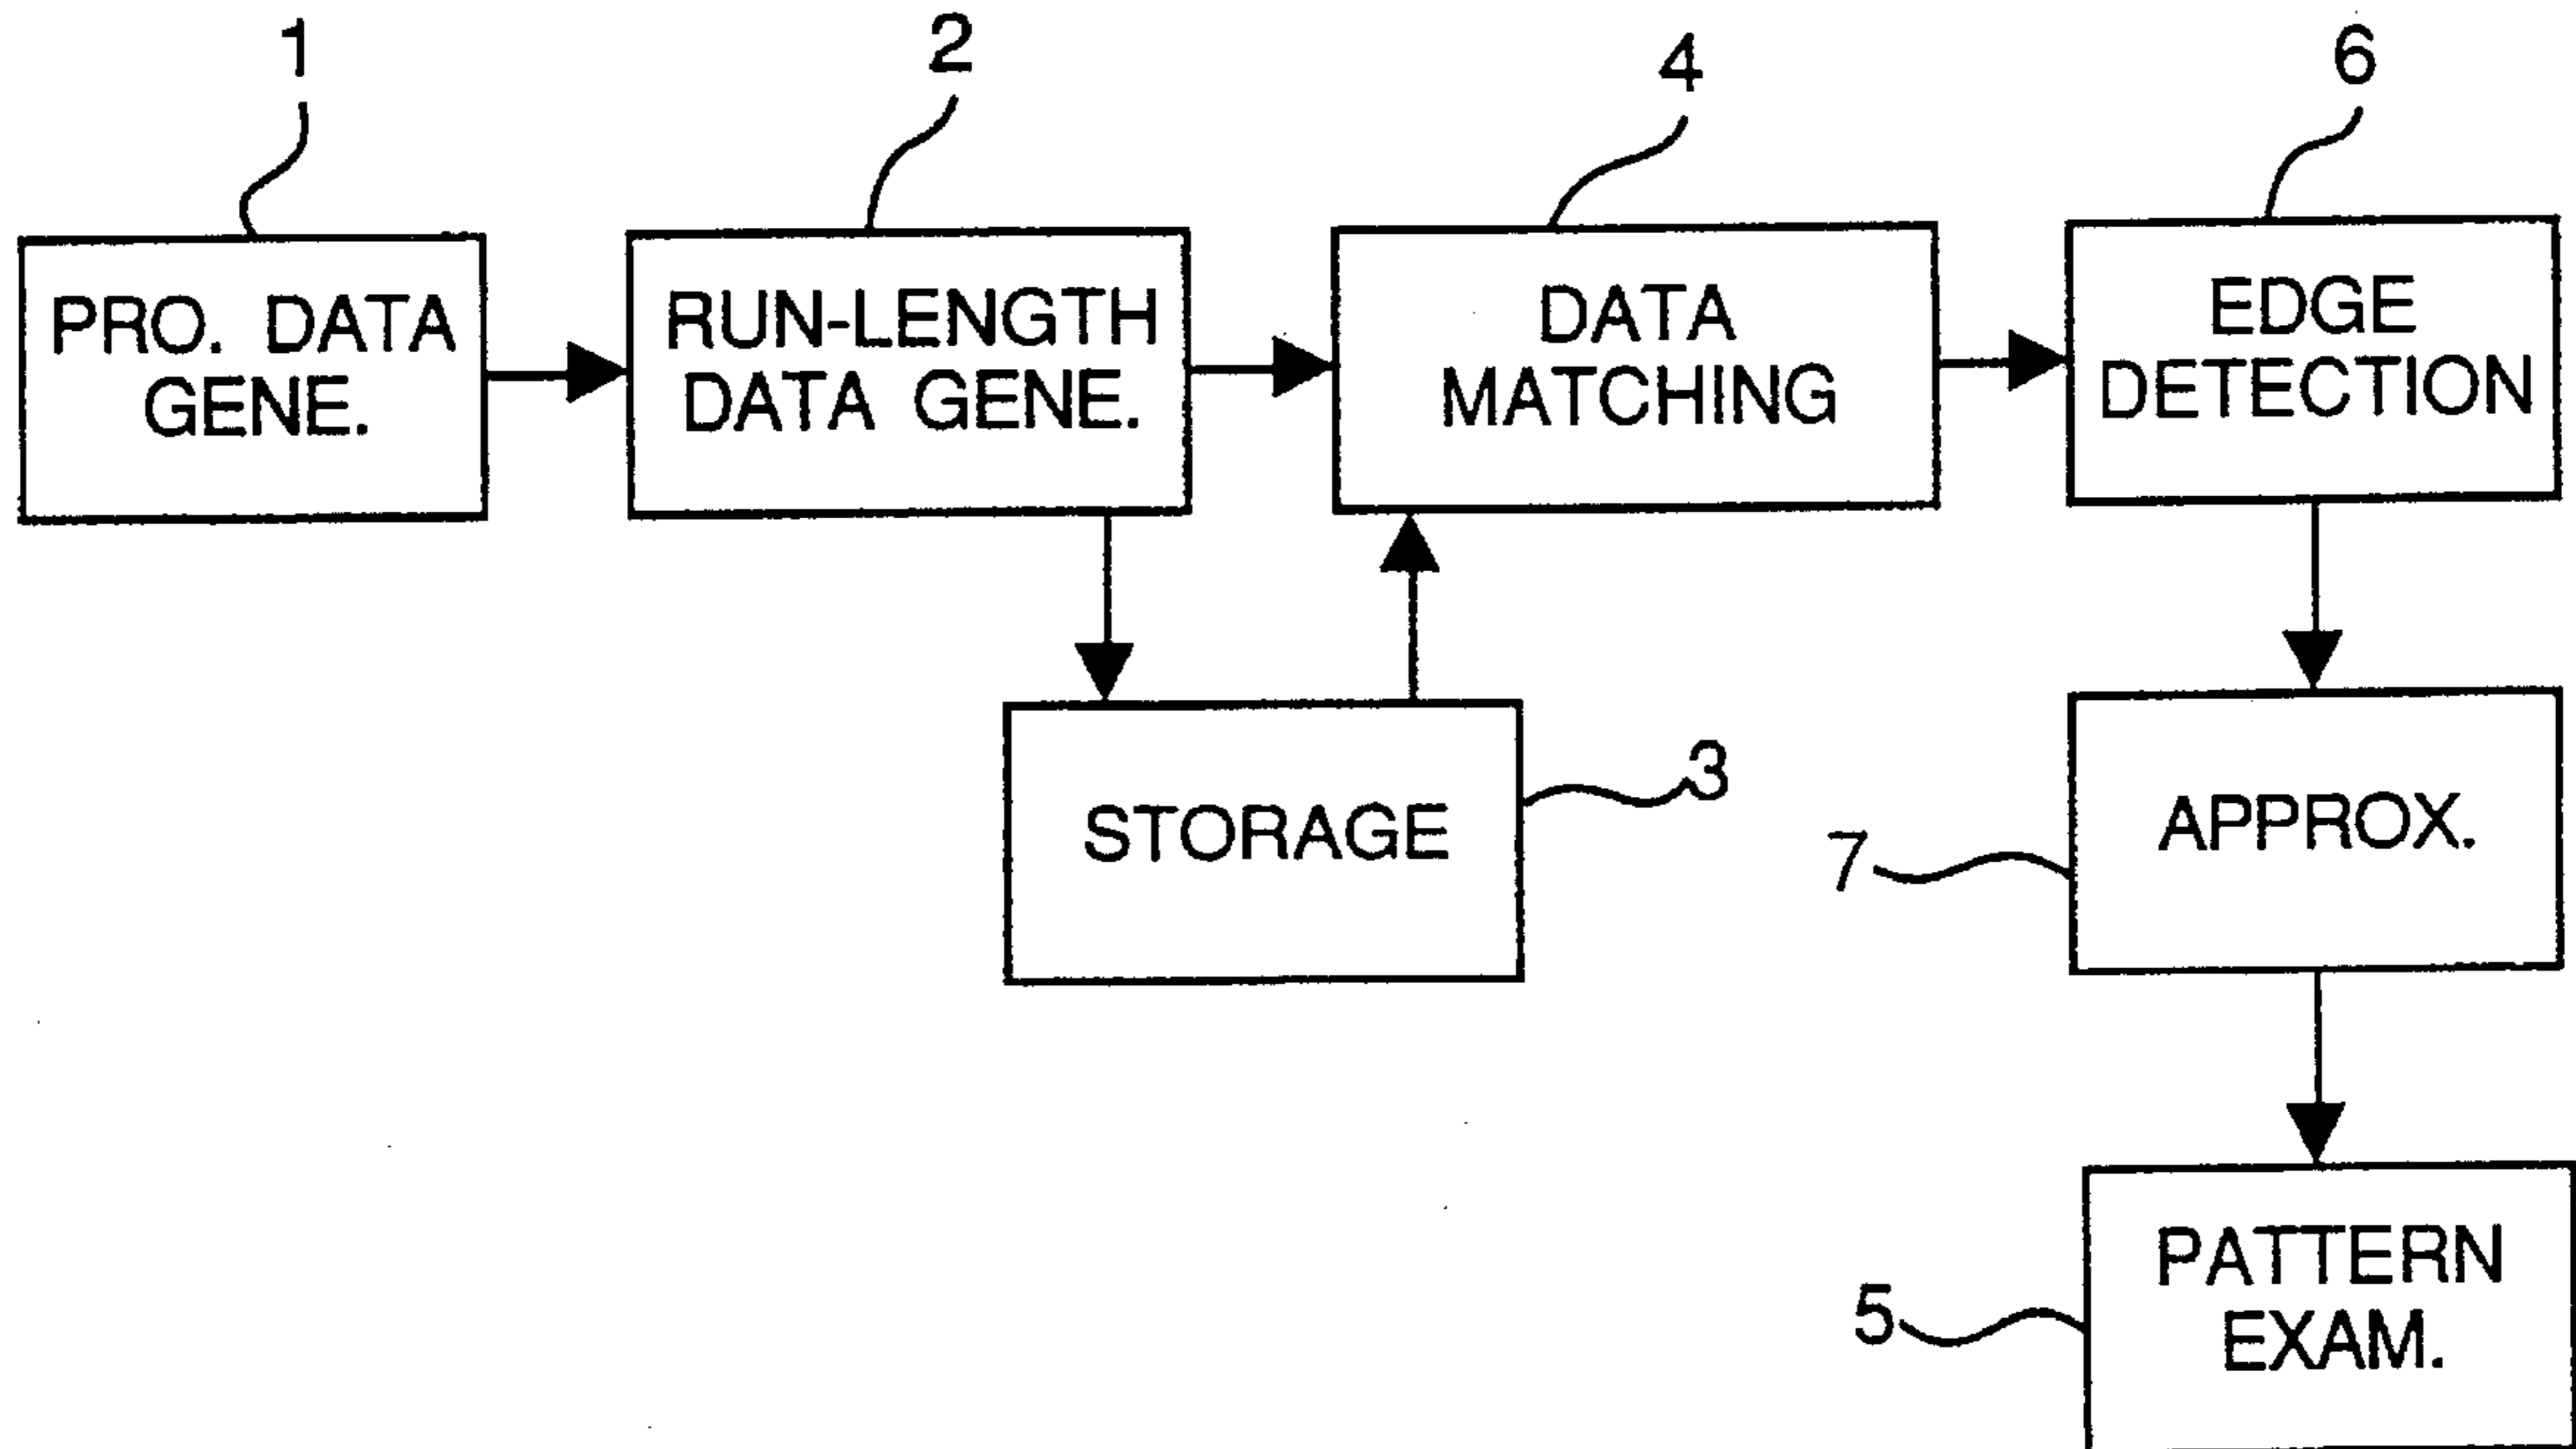 1
2
4
6
PRO. DATA
GENE.
RUN-LENGTH
DATA GENE.
DATA
MATCHING
EDGE
DETECTION
STORAGE
3
APPROX.
7
PATTERN
EXAM.
5